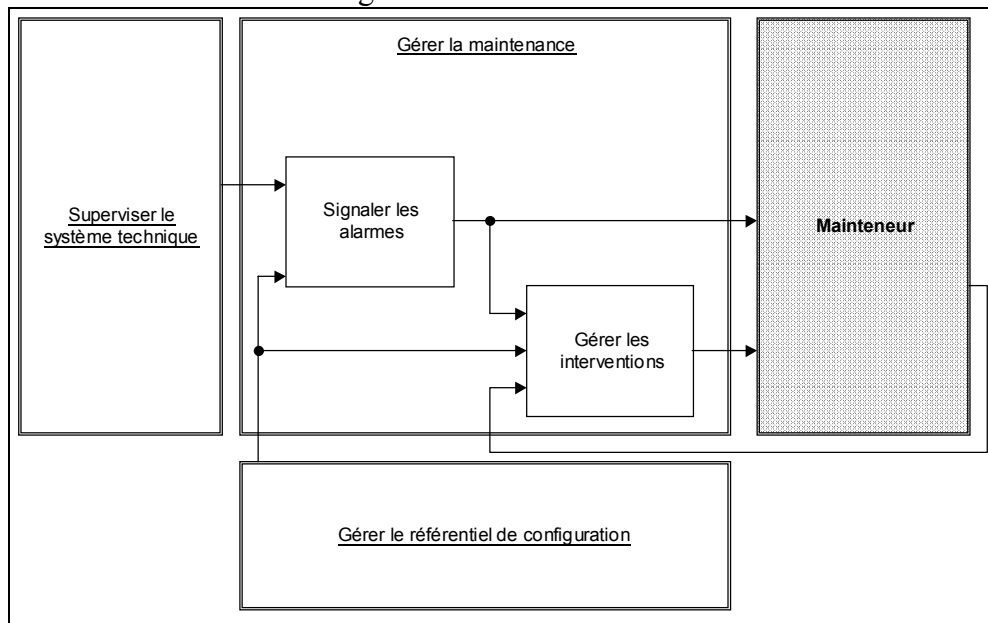 Gérer la maintenance
Superviser le
système technique
Signaler les
alarmes
Mainteneur
Gérer les
interventions
Gérer le référentiel de configuration